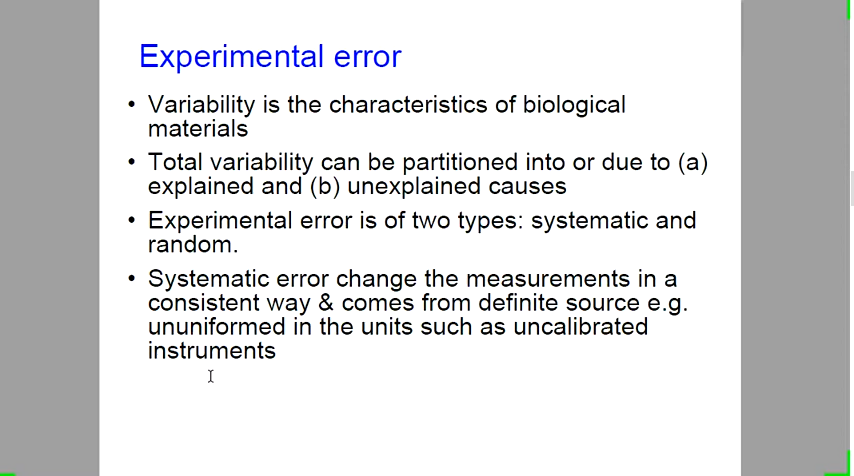 Experimental error
• Variability is the characteristics of biological
materials
• Total variability can be partitioned into or due to (a)
explained and (b) unexplained causes
• Experimental error is of two types: systematic and
random.
• Systematic error change the measurements in a
consistent way & comes from definite source e.g.
ununiformed in the units such as uncalibrated
instruments